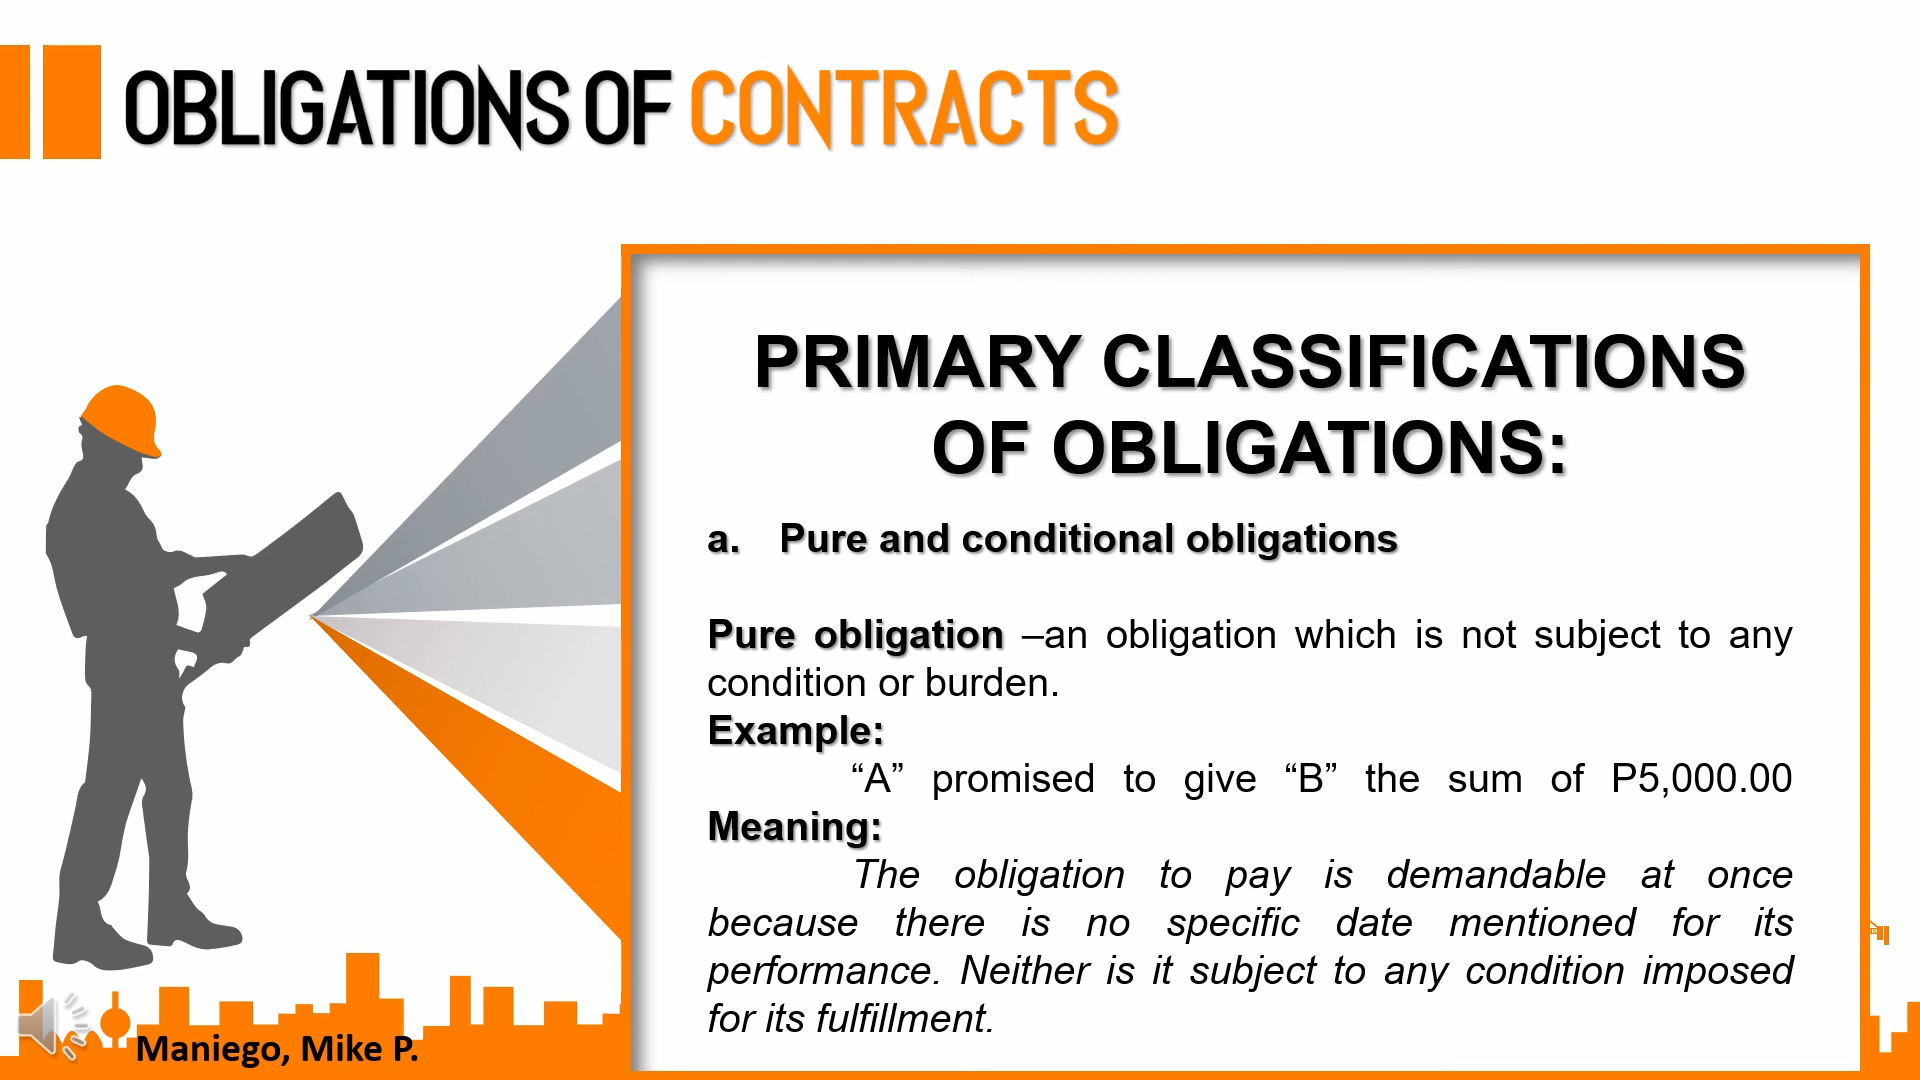 OBLIGATIONS OF CONTRACTS
PRIMARY CLASSIFICATIONS
OF OBLIGATIONS:
a. Pure and conditional obligations
Pure obligation –an obligation which is not subject to any
condition or burden.
Example:
“A” promised to give “B” the sum of P5,000.00
Meaning:
The obligation to pay is demandable at once
because there is no specific date mentioned for its
performance. Neither is it subject to any condition imposed
for its fulfillment.
Maniego, Mike P.